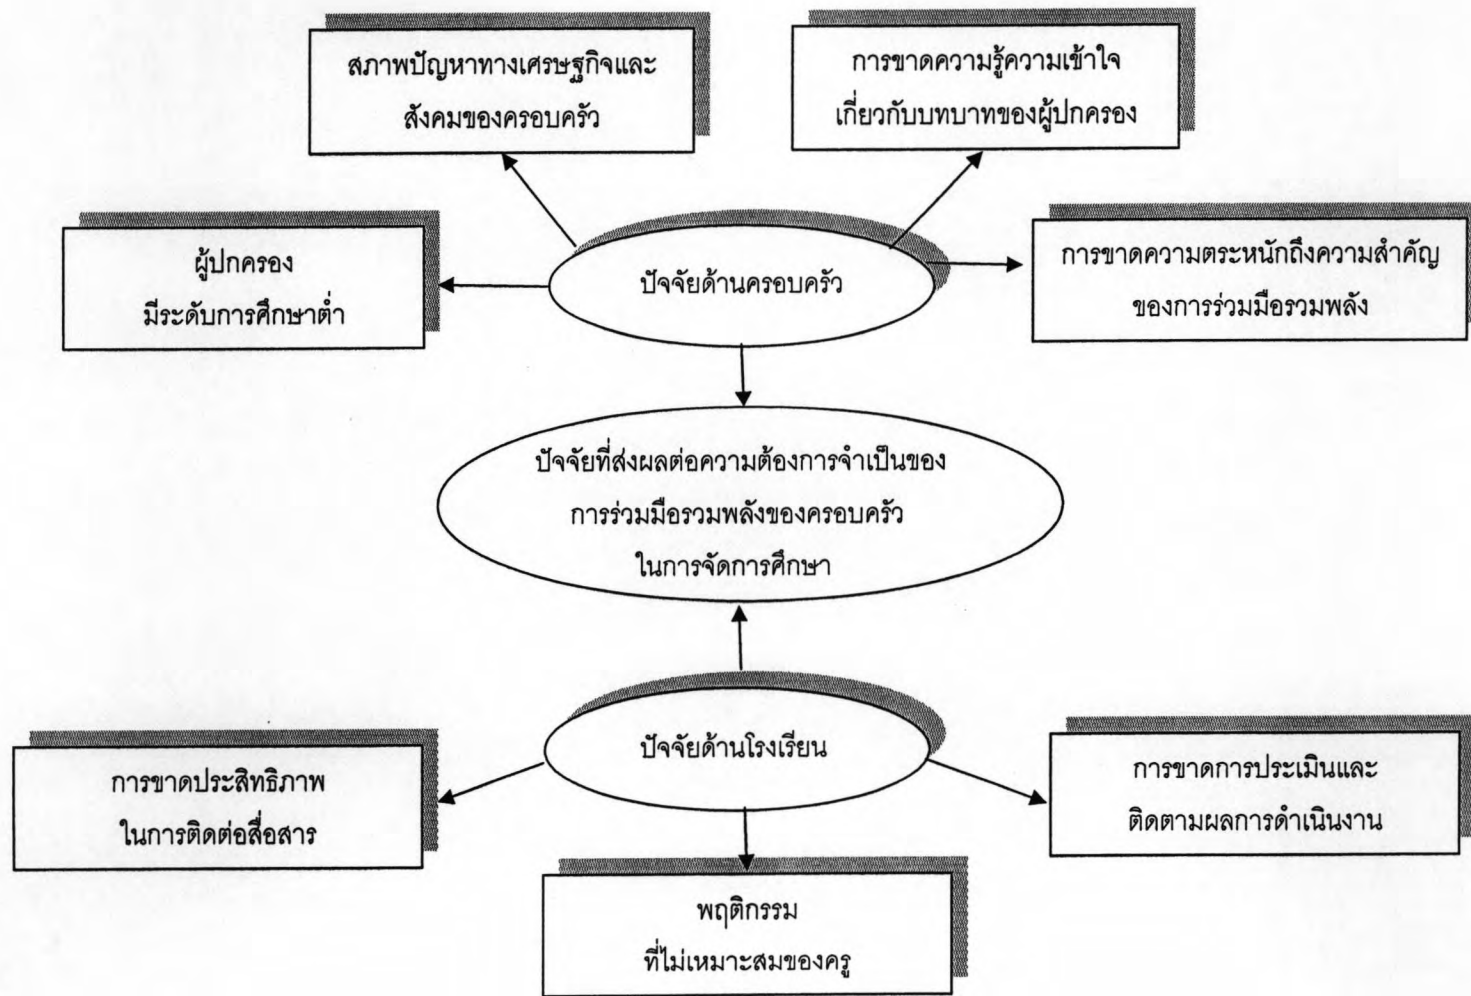 สภาพปัญหาทางเศรษฐกิจและ
สังคมของครอบครัว
การขาดความรู้ความเข้าใจ
เกี่ยวกับบทบาทของผู้ปกครอง
ผู้ปกครอง
มีระดับการศึกษาต่ำ
ปัจจัยด้านครอบครัว
การขาดความตระหนักถึงความสำคัญ
ของการร่วมมือรวมพลัง
ปัจจัยที่ส่งผลต่อความต้องการจำเป็นของ
การร่วมมือรวมพลังของครอบครัว
ในการจัดการศึกษา
ปัจจัยด้านโรงเรียน
การขาดประสิทธิภาพ
ในการติดต่อสื่อสาร
การขาดการประเมินและ
ติดตามผลการดำเนินงาน
พฤติกรรม
ที่ไม่เหมาะสมของครู